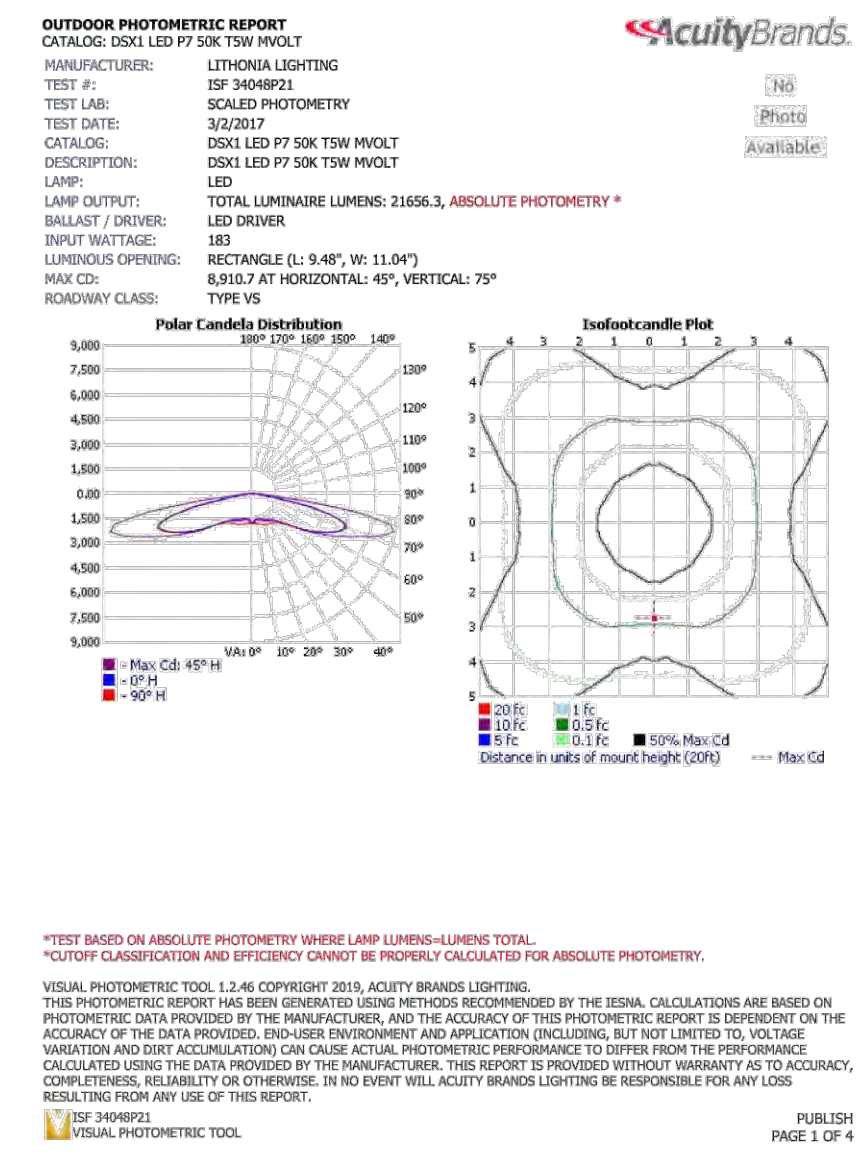 OUTDOOR PHOTOMETRIC REPORT
CATALOG: DSX1 LED P7 50K T5W MVOLT
AcuityBrands.
MANUFACTURER: LITHONIA LIGHTING
TEST #: ISF 34048P21
TEST LAB: SCALED PHOTOMETRY
TEST DATE: 3/2/2017
CATALOG: DSX1 LED P7 50K T5W MVOLT
DESCRIPTION: DSX1 LED P7 50K T5W MVOLT
LAMP: LED
LAMP OUTPUT: TOTAL LUMINAIRE LUMENS: 21656.3, ABSOLUTE PHOTOMETRY *
BALLAST / DRIVER: LED DRIVER
INPUT WATTAGE: 183
LUMINOUS OPENING: RECTANGLE (L: 9.48", W: 11.04")
MAX CD: 8,910.7 AT HORIZONTAL: 45°, VERTICAL: 75°
ROADWAY CLASS: TYPE VS
No
Photo
Available
Polar Candela Distribution
180° 170° 160° 150° 140°
9,000
7,500 130°
6,000 120°
4,500
3,000 110°
1,500 100°
0.00 90°
1,500 80°
3,000 70°
4,500
6,000 60°
7,500 50°
9,000
VA: 0° 10° 20° 30° 40°
- Max Cd: 45° H
- 0° H
- 90° H
Isofootcandle Plot
4 3 2 1 0 1 2 3 4
5
4
3
2
1
0
1
2
3
4
5
20 fc 1 fc
10 fc 0.5 fc
5 fc 0.1 fc 50% Max Cd
Distance in units of mount height (20ft) Max Cd
*TEST BASED ON ABSOLUTE PHOTOMETRY WHERE LAMP LUMENS=LUMENS TOTAL.
*CUTOFF CLASSIFICATION AND EFFICIENCY CANNOT BE PROPERLY CALCULATED FOR ABSOLUTE PHOTOMETRY.
VISUAL PHOTOMETRIC TOOL 1.2.46 COPYRIGHT 2019, ACUITY BRANDS LIGHTING.
THIS PHOTOMETRIC REPORT HAS BEEN GENERATED USING METHODS RECOMMENDED BY THE IESNA. CALCULATIONS ARE BASED ON
PHOTOMETRIC DATA PROVIDED BY THE MANUFACTURER, AND THE ACCURACY OF THIS PHOTOMETRIC REPORT IS DEPENDENT ON THE
ACCURACY OF THE DATA PROVIDED. END-USER ENVIRONMENT AND APPLICATION (INCLUDING, BUT NOT LIMITED TO, VOLTAGE
VARIATION AND DIRT ACCUMULATION) CAN CAUSE ACTUAL PHOTOMETRIC PERFORMANCE TO DIFFER FROM THE PERFORMANCE
CALCULATED USING THE DATA PROVIDED BY THE MANUFACTURER. THIS REPORT IS PROVIDED WITHOUT WARRANTY AS TO ACCURACY,
COMPLETENESS, RELIABILITY OR OTHERWISE. IN NO EVENT WILL ACUITY BRANDS LIGHTING BE RESPONSIBLE FOR ANY LOSS
RESULTING FROM ANY USE OF THIS REPORT.
ISF 34048P21
VISUAL PHOTOMETRIC TOOL
PUBLISH
PAGE 1 OF 4